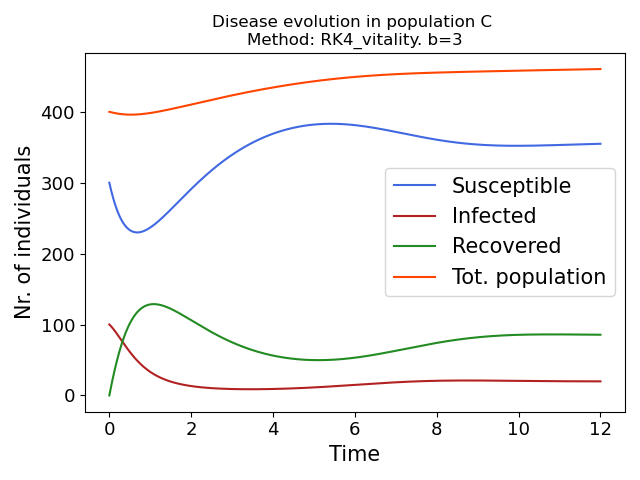 Disease evolution in population C
Method: RK4_vitality. b=3
Nr. of individuals
400
300
200
100
0
Susceptible
Infected
Recovered
Tot. population
0 2 4 6 8 10 12
Time